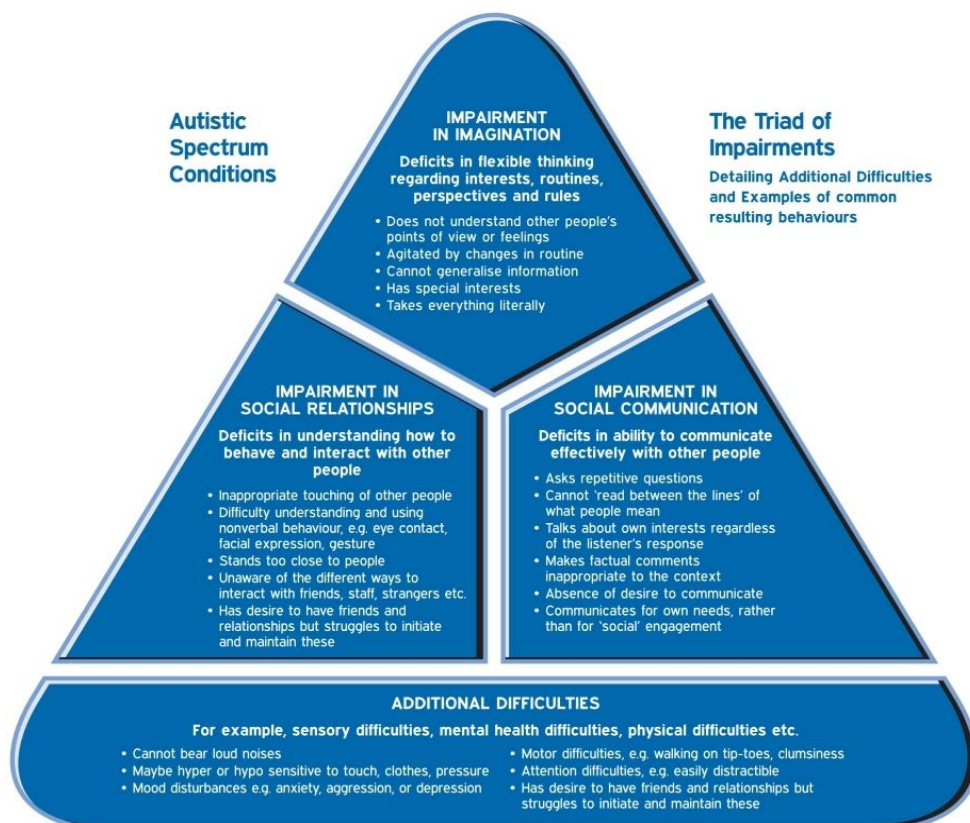 Autistic
Spectrum
Conditions
The Triad of
Impairments
Detailing Additional Difficulties
and Examples of common
resulting behaviours
IMPAIRMENT
IN IMAGINATION
Deficits in flexible thinking
regarding interests, routines,
perspectives and rules
• Does not understand other people's
points of view or feelings
• Agitated by changes in routine
• Cannot generalise information
• Has special interests
• Takes everything literally
IMPAIRMENT IN
SOCIAL RELATIONSHIPS
Deficits in understanding how to
behave and interact with other
people
• Inappropriate touching of other people
• Difficulty understanding and using
nonverbal behaviour, e.g. eye contact,
facial expression, gesture
• Stands too close to people
• Unaware of the different ways to
interact with friends, staff, strangers etc.
• Has desire to have friends and
relationships but struggles to initiate
and maintain these
IMPAIRMENT IN
SOCIAL COMMUNICATION
Deficits in ability to communicate
effectively with other people
• Asks repetitive questions
• Cannot 'read between the lines' of
what people mean
• Talks about own interests regardless
of the listener's response
• Makes factual comments
inappropriate to the context
• Absence of desire to communicate
• Communicates for own needs, rather
than for 'social' engagement
ADDITIONAL DIFFICULTIES
For example, sensory difficulties, mental health difficulties, physical difficulties etc.
• Cannot bear loud noises
• Maybe hyper or hypo sensitive to touch, clothes, pressure
• Mood disturbances e.g. anxiety, aggression, or depression
• Motor difficulties, e.g. walking on tip-toes, clumsiness
• Attention difficulties, e.g. easily distractible
• Has desire to have friends and relationships but
struggles to initiate and maintain these